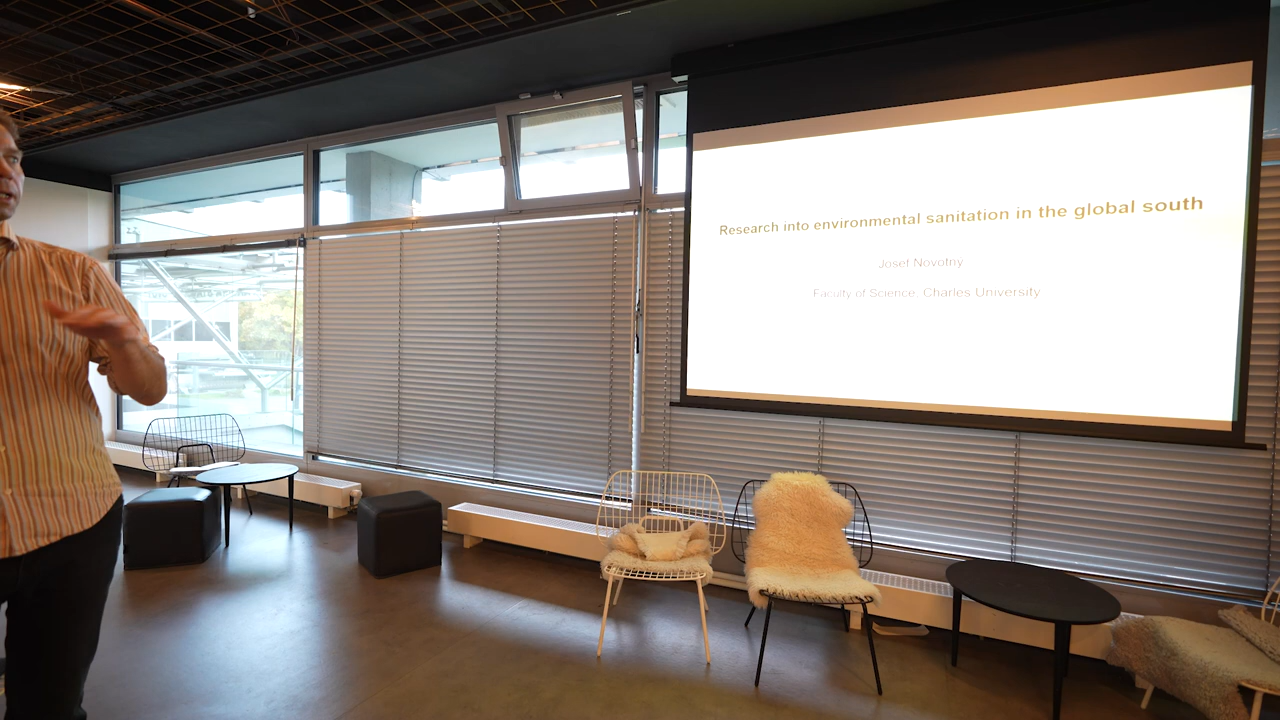 Research into environmental sanitation in the global south
Josef Novotny
Faculty of Science, Charles University